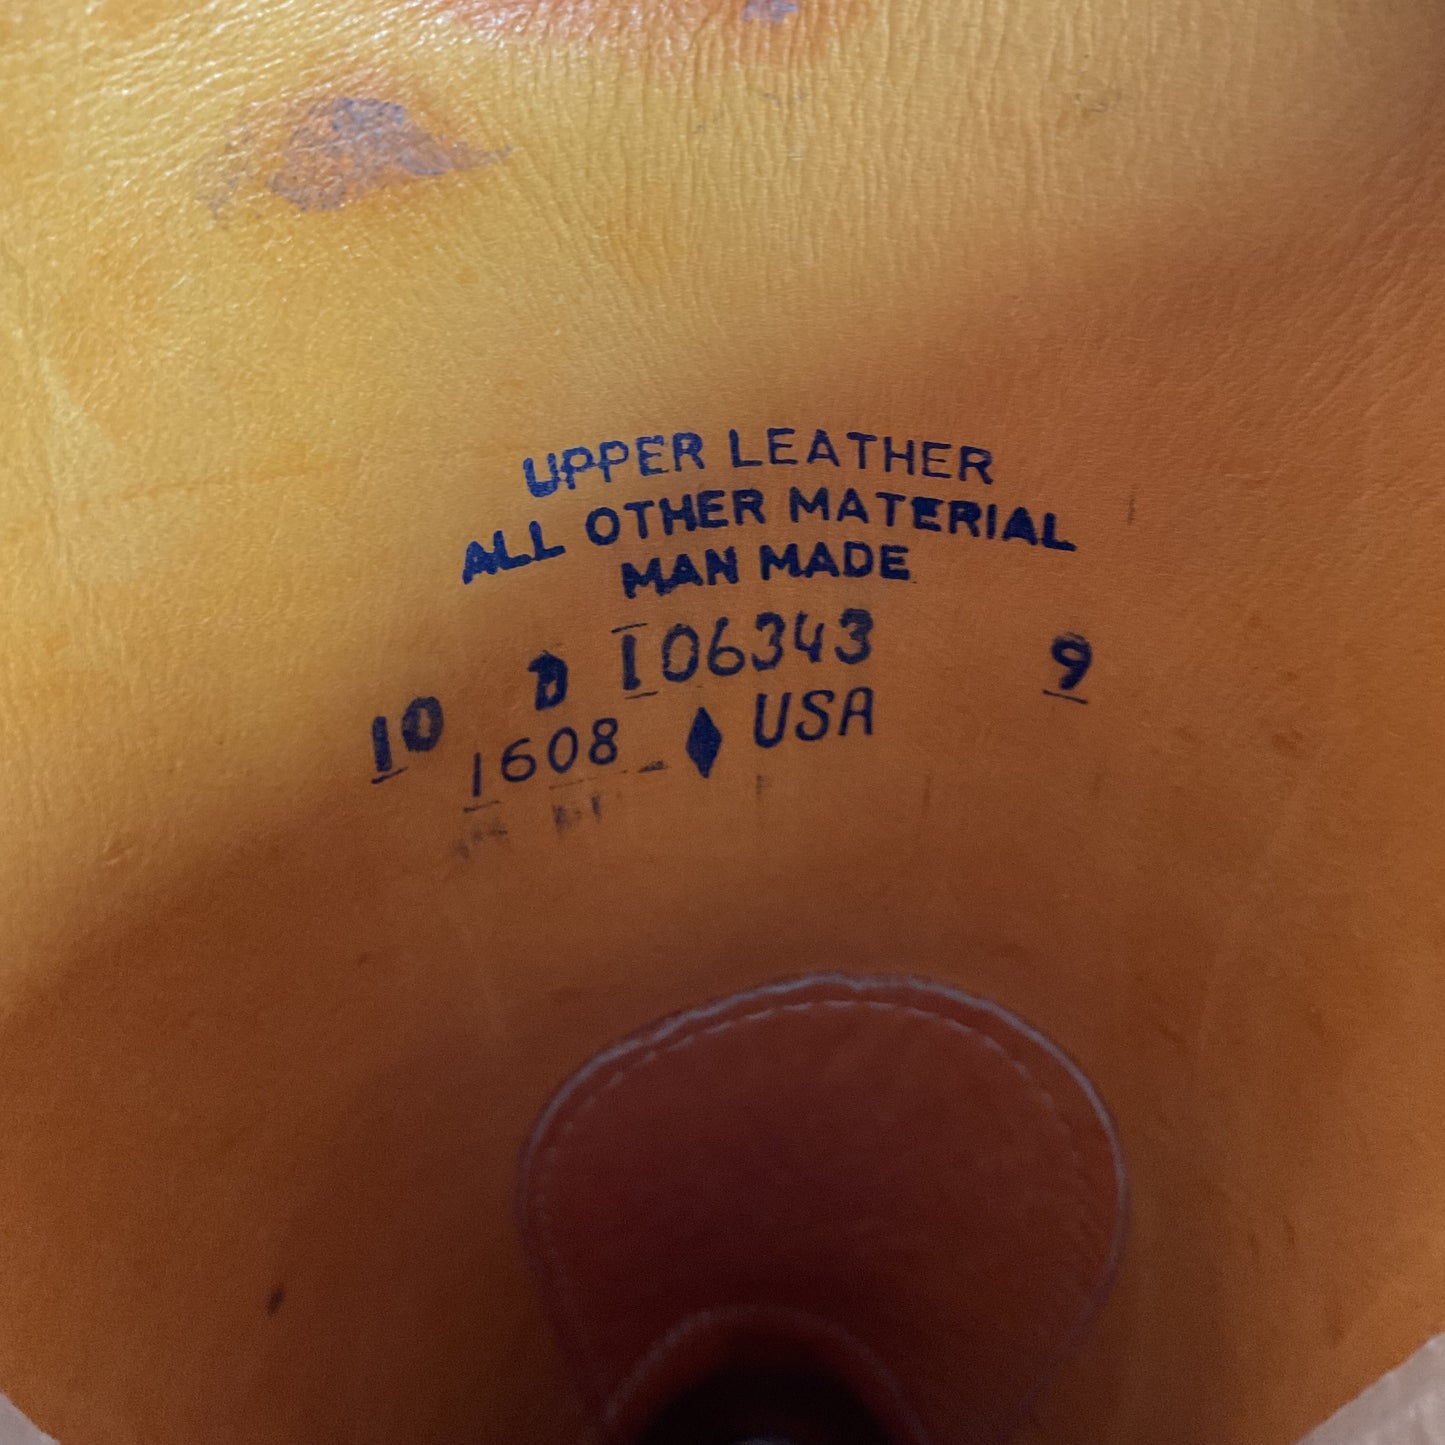 UPPER LEATHER
ALL OTHER MATERIAL
MAN MADE
10 D 106343 9
1608 ♦ USA